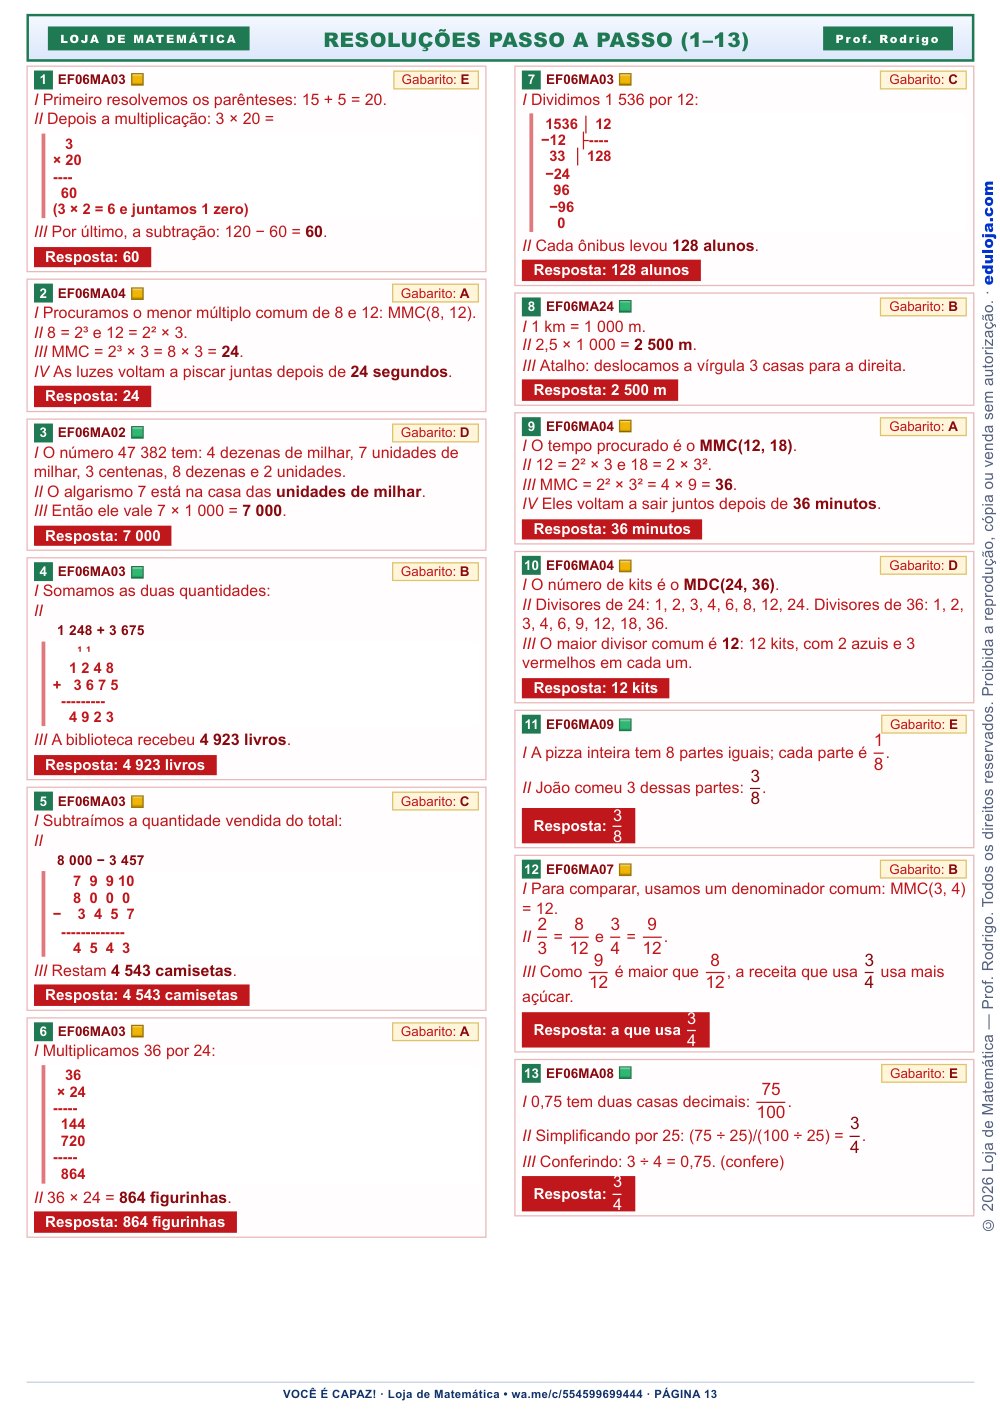 LOJA DE MATEMÁTICA
RESOLUÇÕES PASSO A PASSO (1–13)
Prof. Rodrigo
1 EF06MA03 Gabarito: E
I Primeiro resolvemos os parênteses: 15 + 5 = 20.
II Depois a multiplicação: 3 × 20 =
3
× 20
----
60
(3 × 2 = 6 e juntamos 1 zero)
III Por último, a subtração: 120 − 60 = 60.
Resposta: 60
2 EF06MA04 Gabarito: A
I Procuramos o menor múltiplo comum de 8 e 12: MMC(8, 12).
II 8 = 2³ e 12 = 2² × 3.
III MMC = 2³ × 3 = 8 × 3 = 24.
IV As luzes voltam a piscar juntas depois de 24 segundos.
Resposta: 24
3 EF06MA02 Gabarito: D
I O número 47 382 tem: 4 dezenas de milhar, 7 unidades de
milhar, 3 centenas, 8 dezenas e 2 unidades.
II O algarismo 7 está na casa das unidades de milhar.
III Então ele vale 7 × 1 000 = 7 000.
Resposta: 7 000
4 EF06MA03 Gabarito: B
I Somamos as duas quantidades:
II
1 248 + 3 675
1 1
1 2 4 8
+ 3 6 7 5
---------
4 9 2 3
III A biblioteca recebeu 4 923 livros.
Resposta: 4 923 livros
5 EF06MA03 Gabarito: C
I Subtraímos a quantidade vendida do total:
II
8 000 − 3 457
7 9 9 10
8 0 0 0
− 3 4 5 7
-------------
4 5 4 3
III Restam 4 543 camisetas.
Resposta: 4 543 camisetas
6 EF06MA03 Gabarito: A
I Multiplicamos 36 por 24:
36
× 24
-----
144
720
-----
864
II 36 × 24 = 864 figurinhas.
Resposta: 864 figurinhas
7 EF06MA03 Gabarito: C
I Dividimos 1 536 por 12:
1536 │ 12
−12 ├----
33 │ 128
−24
96
−96
0
II Cada ônibus levou 128 alunos.
Resposta: 128 alunos
8 EF06MA24 Gabarito: B
I 1 km = 1 000 m.
II 2,5 × 1 000 = 2 500 m.
III Atalho: deslocamos a vírgula 3 casas para a direita.
Resposta: 2 500 m
9 EF06MA04 Gabarito: A
I O tempo procurado é o MMC(12, 18).
II 12 = 2² × 3 e 18 = 2 × 3².
III MMC = 2² × 3² = 4 × 9 = 36.
IV Eles voltam a sair juntos depois de 36 minutos.
Resposta: 36 minutos
10 EF06MA04 Gabarito: D
I O número de kits é o MDC(24, 36).
II Divisores de 24: 1, 2, 3, 4, 6, 8, 12, 24. Divisores de 36: 1, 2,
3, 4, 6, 9, 12, 18, 36.
III O maior divisor comum é 12: 12 kits, com 2 azuis e 3
vermelhos em cada um.
Resposta: 12 kits
11 EF06MA09 Gabarito: E
I A pizza inteira tem 8 partes iguais; cada parte é 1/8.
II João comeu 3 dessas partes: 3/8.
Resposta: 3/8
12 EF06MA07 Gabarito: B
I Para comparar, usamos um denominador comum: MMC(3, 4)
= 12.
II 2/3 = 8/12 e 3/4 = 9/12.
III Como 9/12 é maior que 8/12, a receita que usa 3/4 usa mais
açúcar.
Resposta: a que usa 3/4
13 EF06MA08 Gabarito: E
I 0,75 tem duas casas decimais: 75/100.
II Simplificando por 25: (75 ÷ 25)/(100 ÷ 25) = 3/4.
III Conferindo: 3 ÷ 4 = 0,75. (confere)
Resposta: 3/4
© 2026 Loja de Matemática — Prof. Rodrigo. Todos os direitos reservados. Proibida a reprodução, cópia ou venda sem autorização. · eduloja.com
VOCÊ É CAPAZ! · Loja de Matemática • wa.me/c/554599699444 · PÁGINA 13